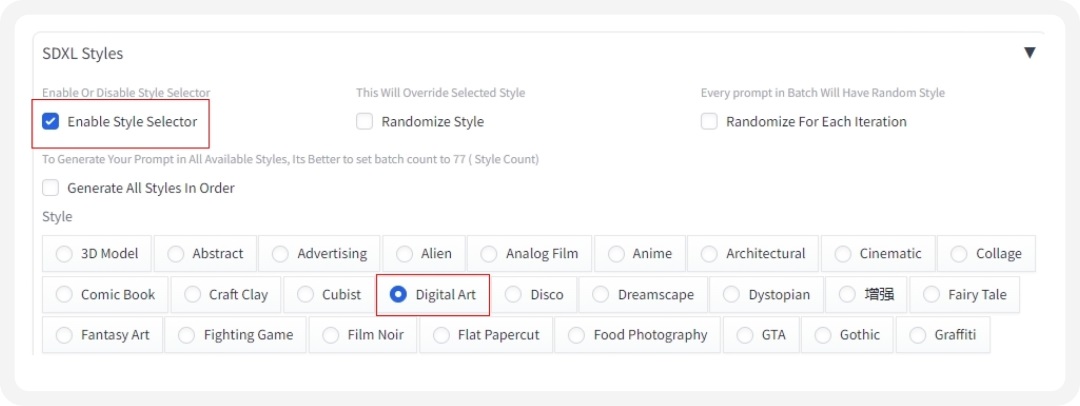 SDXL Styles ▼
Enable Or Disable Style Selector This Will Override Selected Style Every prompt in Batch Will Have Random Style
Enable Style Selector Randomize Style Randomize For Each Iteration
To Generate Your Prompt in All Available Styles, Its Better to set batch count to 77 ( Style Count)
Generate All Styles In Order
Style
3D Model Abstract Advertising Alien Analog Film Anime Architectural Cinematic Collage
Comic Book Craft Clay Cubist Digital Art Disco Dreamscape Dystopian 增强 Fairy Tale
Fantasy Art Fighting Game Film Noir Flat Papercut Food Photography GTA Gothic Graffiti